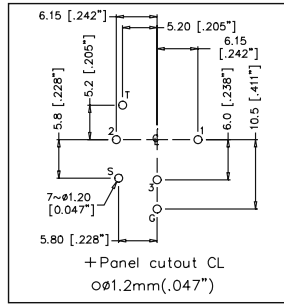 6.15 [.242"]
5.20 [.205"]
6.15
[.242"]
5.2 [.205"]
5.8 [.228"]
T
2
1
6.0 [.238"]
10.5 [.411"]
S
3
7~ø1.20
[0.047"]
G
5.80 [.228"]
+Panel cutout CL
oø1.2mm(.047")